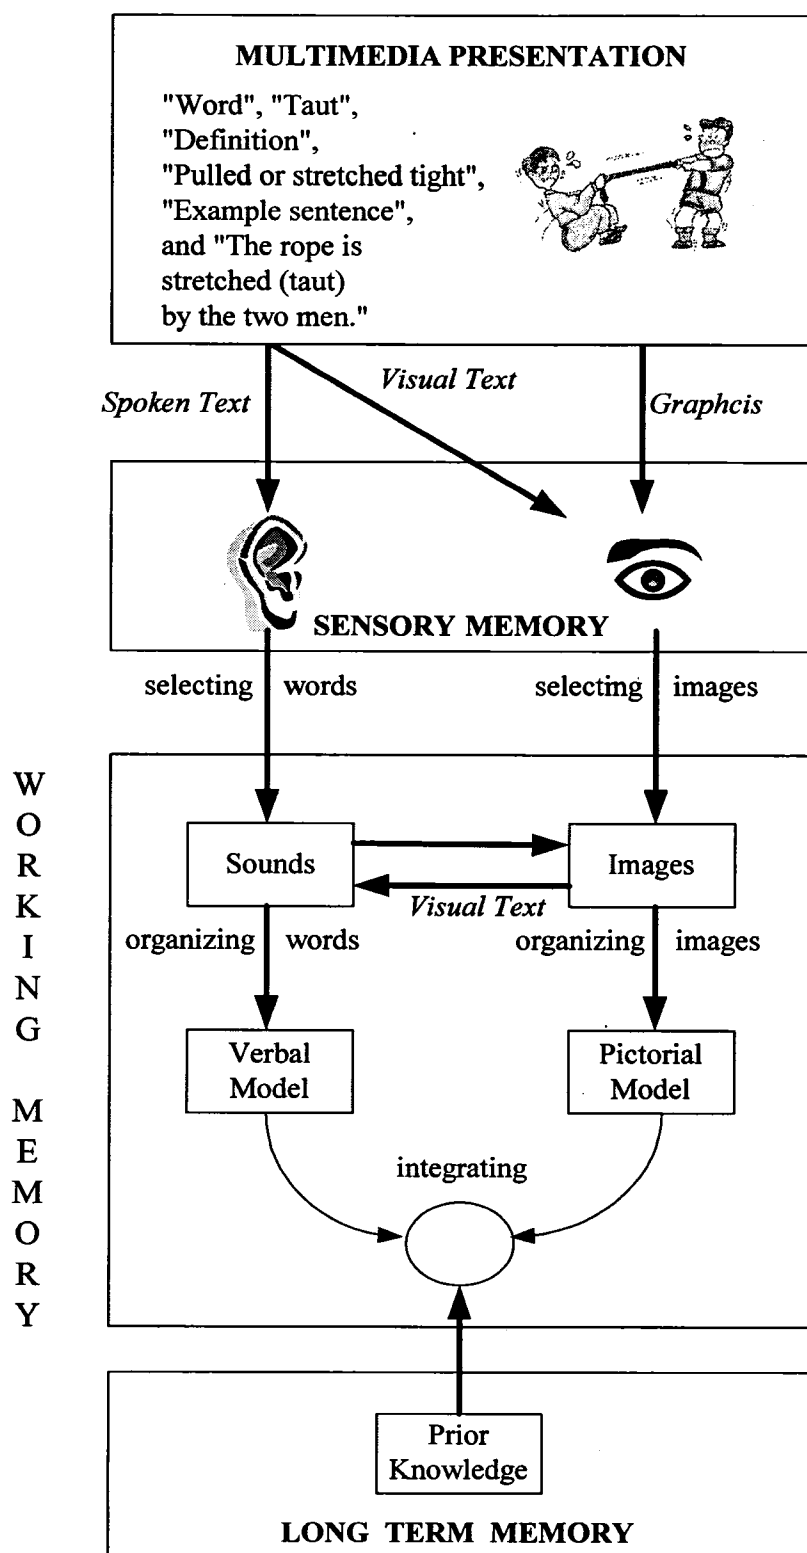 MULTIMEDIA PRESENTATION
"Word", "Taut",
"Definition",
"Pulled or stretched tight",
"Example sentence",
and "The rope is
stretched (taut)
by the two men."
Visual Text
Spoken Text
Graphcis
SENSORY MEMORY
selecting words
selecting images
WORKING MEMORY
Sounds
Images
Visual Text
organizing words
organizing images
Verbal
Model
Pictorial
Model
integrating
Prior
Knowledge
LONG TERM MEMORY